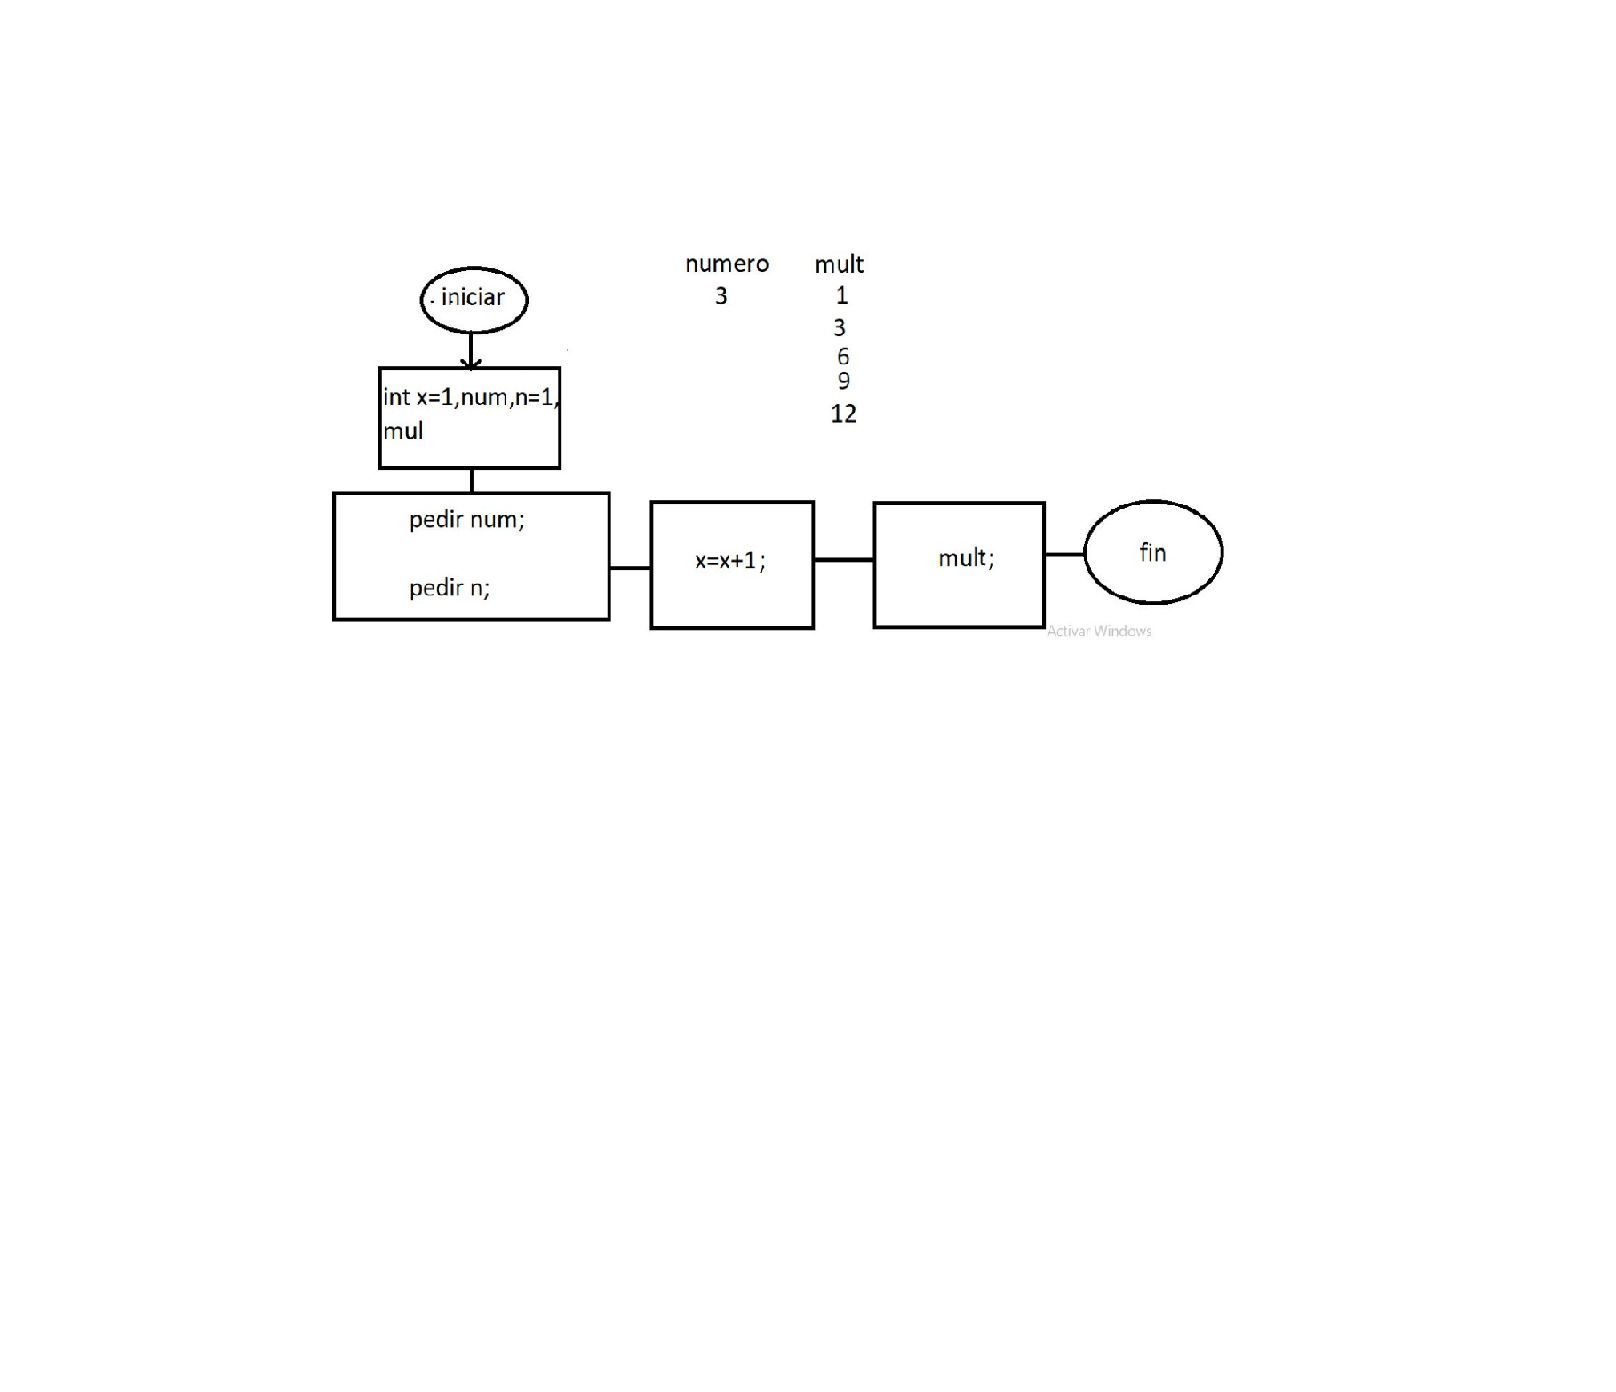 . iniciar
int x=1,num,n=1,
mul
pedir num;
pedir n;
x=x+1;
mult;
fin
numero mult
3 1
3
6
9
12
Activar Windows